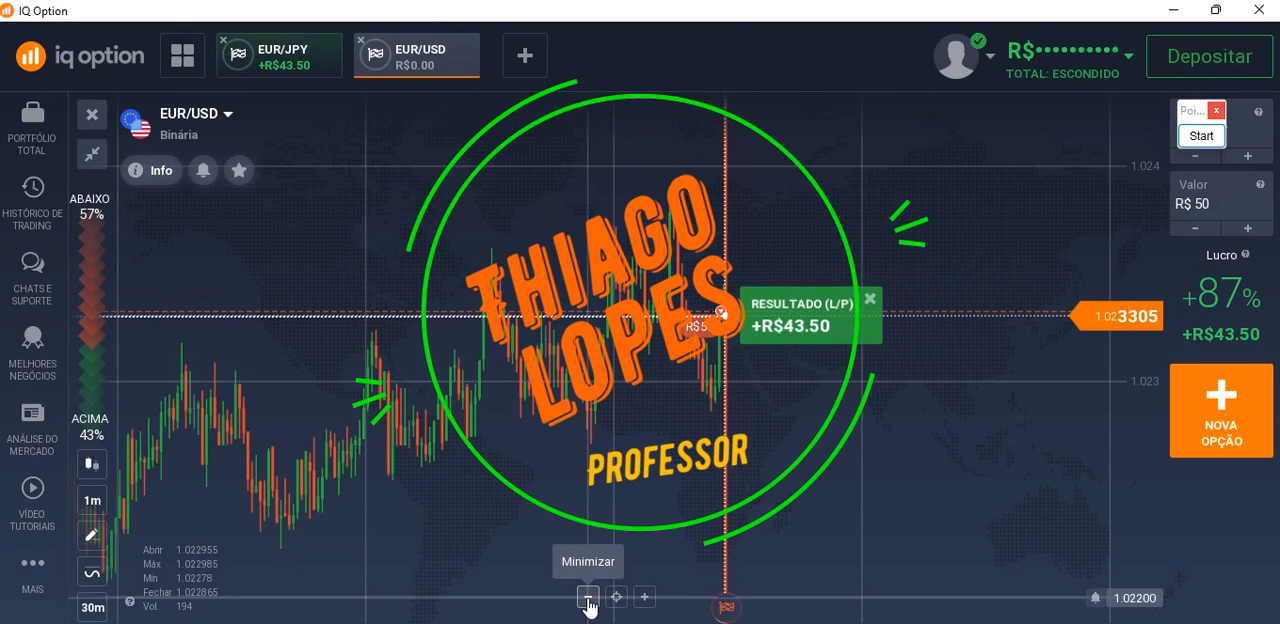 IQ Option
iq option
EUR/JPY
+R$43.50
EUR/USD
R$0.00
R$••••••••••
TOTAL: ESCONDIDO
Depositar
PORTFÓLIO
TOTAL
HISTÓRICO DE
TRADING
CHATS E
SUPORTE
MELHORES
NEGÓCIOS
ANÁLISE DO
MERCADO
VÍDEO
TUTORIAIS
MAIS
EUR/USD
Binária
Info
ABAIXO
57%
ACIMA
43%
1m
30m
Abrir 1.022955
Máx 1.022985
Mín 1.02278
Fechar 1.022865
Vol. 194
THIAGO
LOPES
PROFESSOR
RESULTADO (L/P)
+R$43.50
Minimizar
1.024
1.023305
1.023
1.02200
Poi...
Start
Valor
R$ 50
Lucro
+87%
+R$43.50
NOVA
OPÇÃO